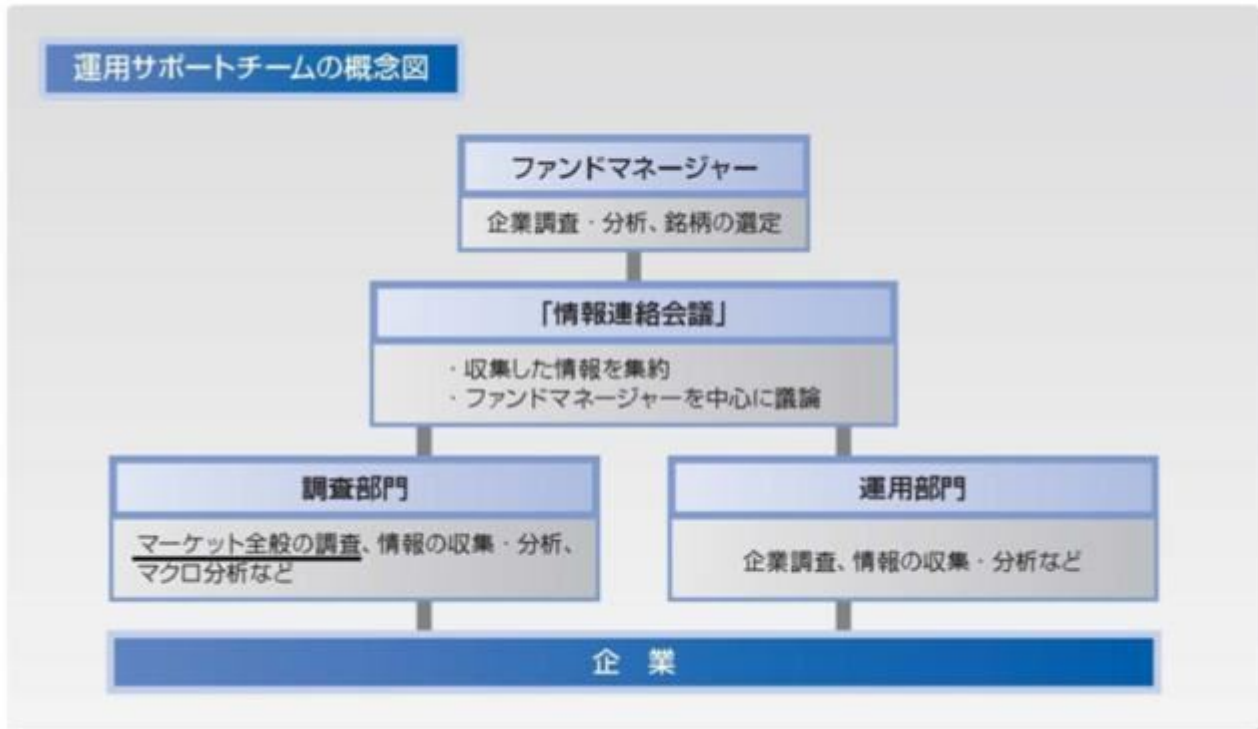 運用サポートチームの概念図
ファンドマネージャー
企業調査・分析、銘柄の選定
「情報連絡会議」
・収集した情報を集約
・ファンドマネージャーを中心に議論
調査部門
マーケット全般の調査、情報の収集・分析、
マクロ分析など
運用部門
企業調査、情報の収集・分析など
企 業